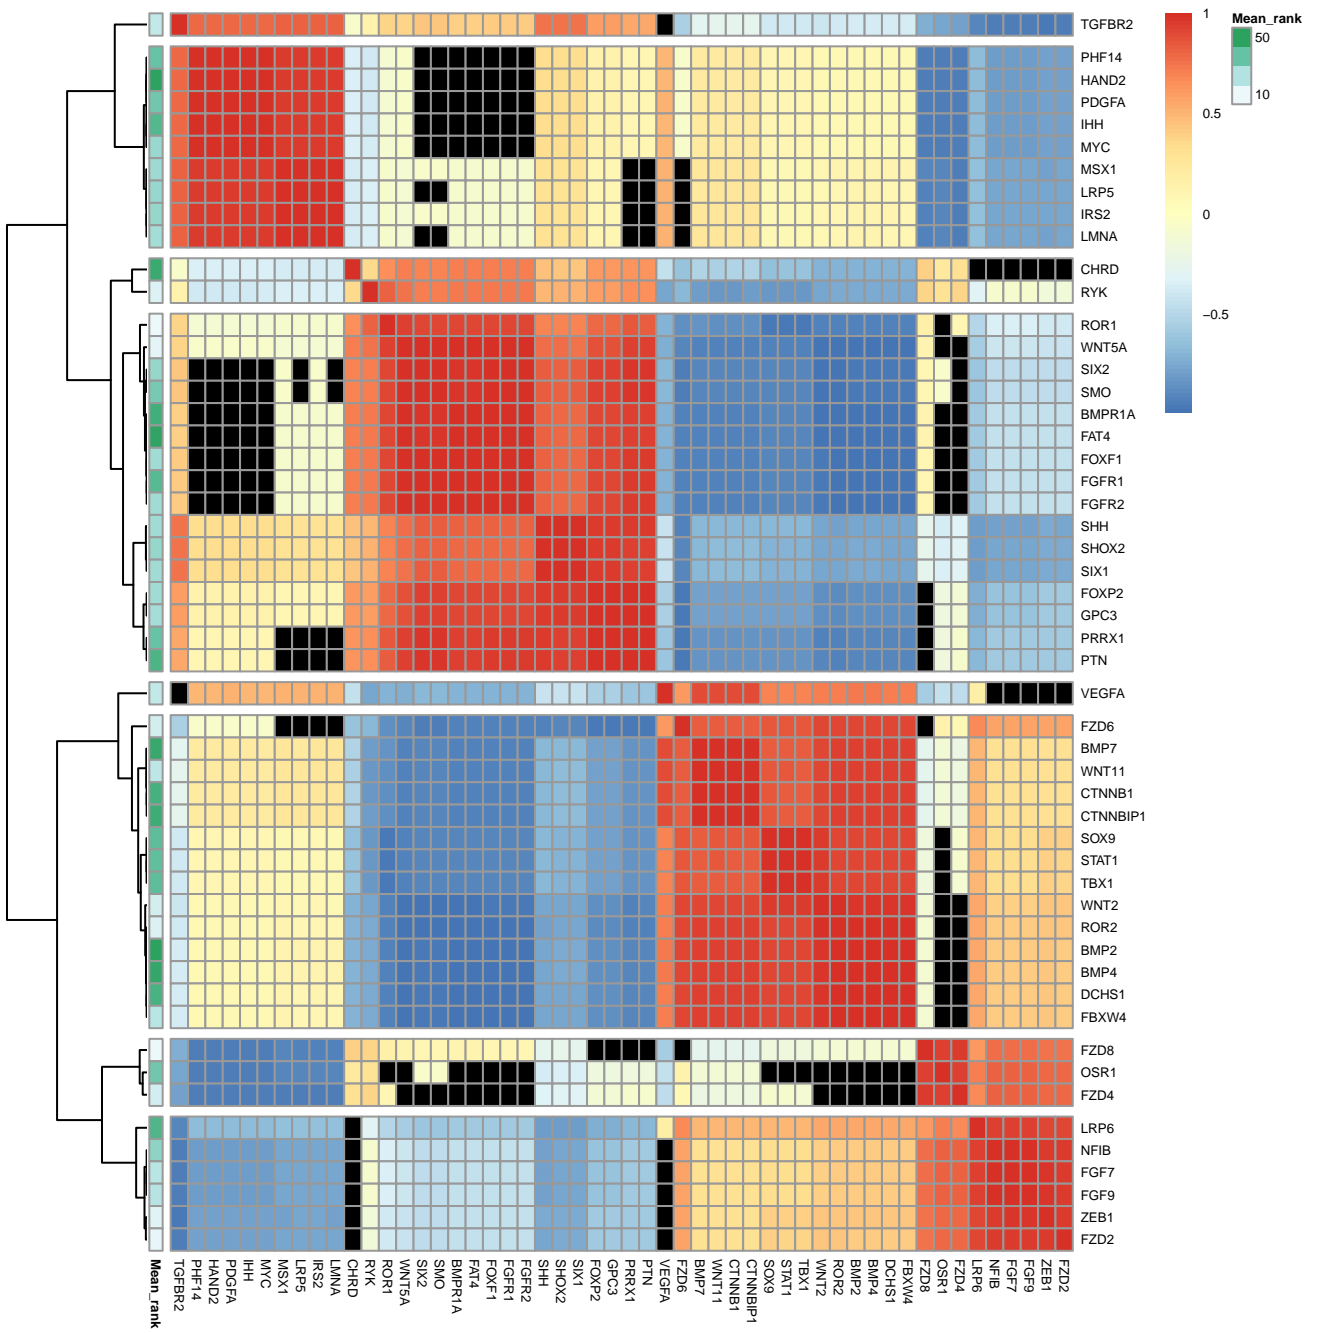 1
0.5
0
−0.5
Mean_rank
50
10
TGFBR2
PHF14
HAND2
PDGFA
IHH
MYC
MSX1
LRP5
IRS2
LMNA
CHRD
RYK
ROR1
WNT5A
SIX2
SMO
BMPR1A
FAT4
FOXF1
FGFR1
FGFR2
SHH
SHOX2
SIX1
FOXP2
GPC3
PRRX1
PTN
VEGFA
FZD6
BMP7
WNT11
CTNNB1
CTNNBIP1
SOX9
STAT1
TBX1
WNT2
ROR2
BMP2
BMP4
DCHS1
FBXW4
FZD8
OSR1
FZD4
LRP6
NFIB
FGF7
FGF9
ZEB1
FZD2
Mean_rank
TGFBR2
PHF14
HAND2
PDGFA
IHH
MYC
MSX1
LRP5
IRS2
LMNA
CHRD
RYK
ROR1
WNT5A
SIX2
SMO
BMPR1A
FAT4
FOXF1
FGFR1
FGFR2
SHH
SHOX2
SIX1
FOXP2
GPC3
PRRX1
PTN
VEGFA
FZD6
BMP7
WNT11
CTNNB1
CTNNBIP1
SOX9
STAT1
TBX1
WNT2
ROR2
BMP2
BMP4
DCHS1
FBXW4
FZD8
OSR1
FZD4
LRP6
NFIB
FGF7
FGF9
ZEB1
FZD2